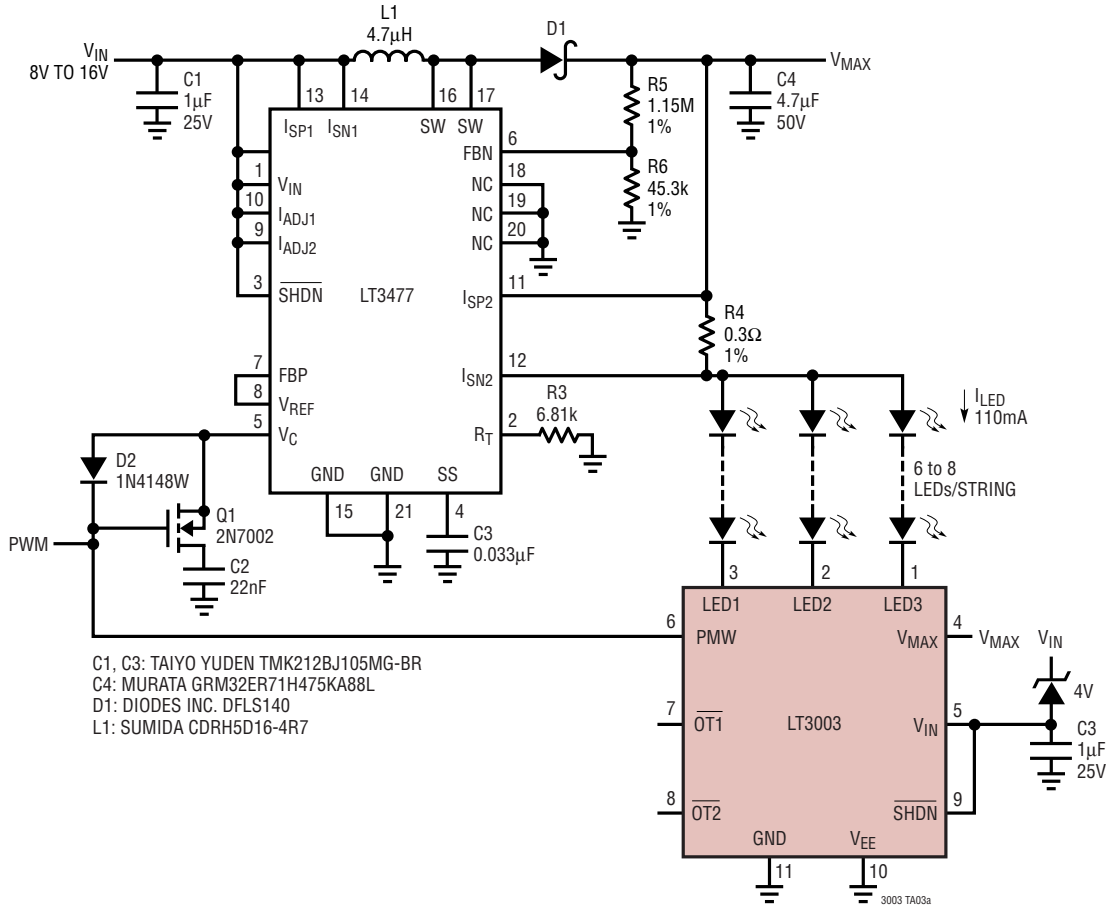 L1
4.7µH
D1
VIN
8V TO 16V
C1
1µF
25V
13
14
16
17
ISP1
ISN1
SW
SW
VMAX
R5
1.15M
1%
C4
4.7µF
50V
6
FBN
R6
45.3k
1%
1
VIN
10
IADJ1
9
IADJ2
3
SHDN
LT3477
18
NC
19
NC
20
NC
11
ISP2
R4
0.3Ω
1%
12
ISN2
7
FBP
8
VREF
5
VC
R3
6.81k
2
RT
ILED
110mA
6 to 8
LEDs/STRING
GND
GND
SS
15
21
4
C3
0.033µF
D2
1N4148W
Q1
2N7002
C2
22nF
PWM
3
2
1
LED1
LED2
LED3
6
PMW
4
VMAX
VMAX
VIN
4V
7
OT1
LT3003
VIN
5
C3
1µF
25V
8
OT2
SHDN
9
GND
VEE
11
10
C1, C3: TAIYO YUDEN TMK212BJ105MG-BR
C4: MURATA GRM32ER71H475KA88L
D1: DIODES INC. DFLS140
L1: SUMIDA CDRH5D16-4R7
3003 TA03a